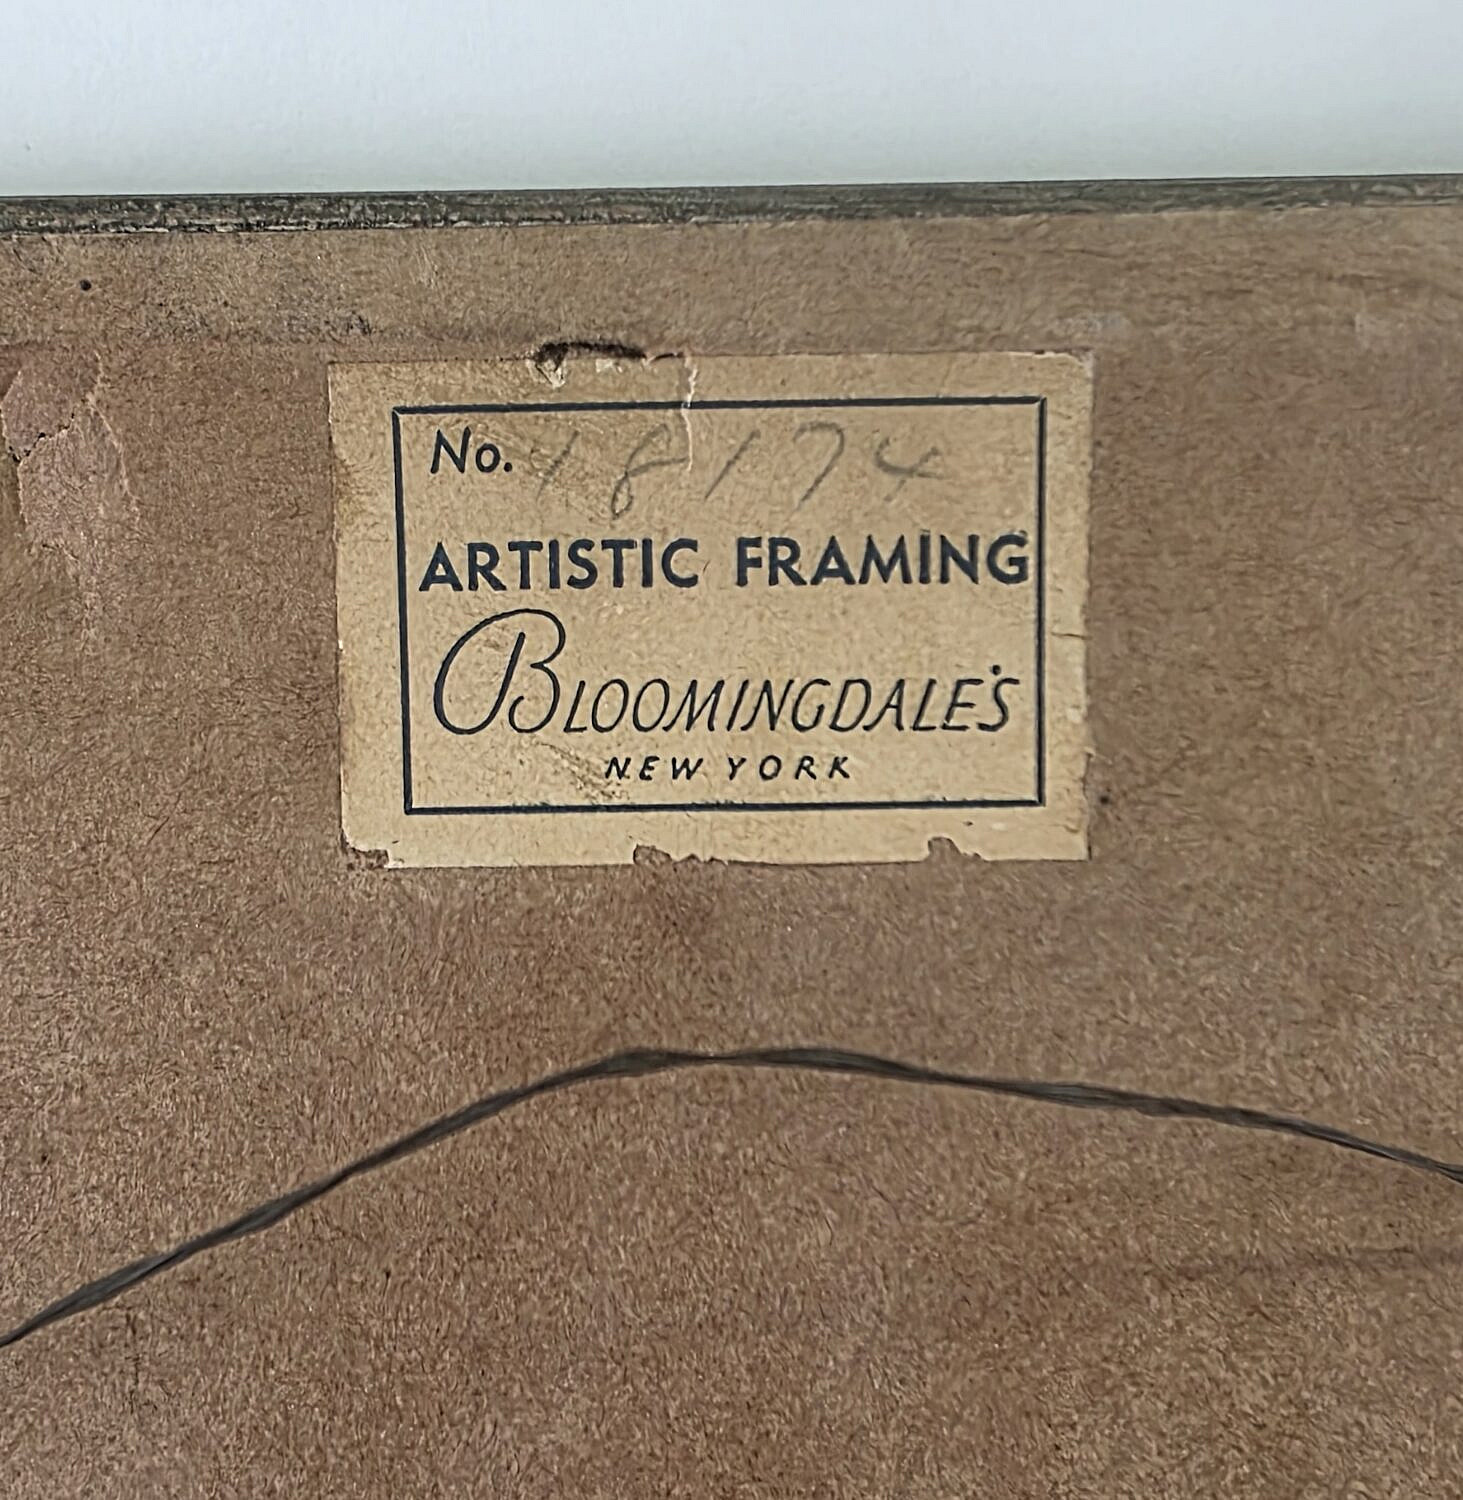 No. 18174
ARTISTIC FRAMING
BLOOMINGDALE'S
NEW YORK